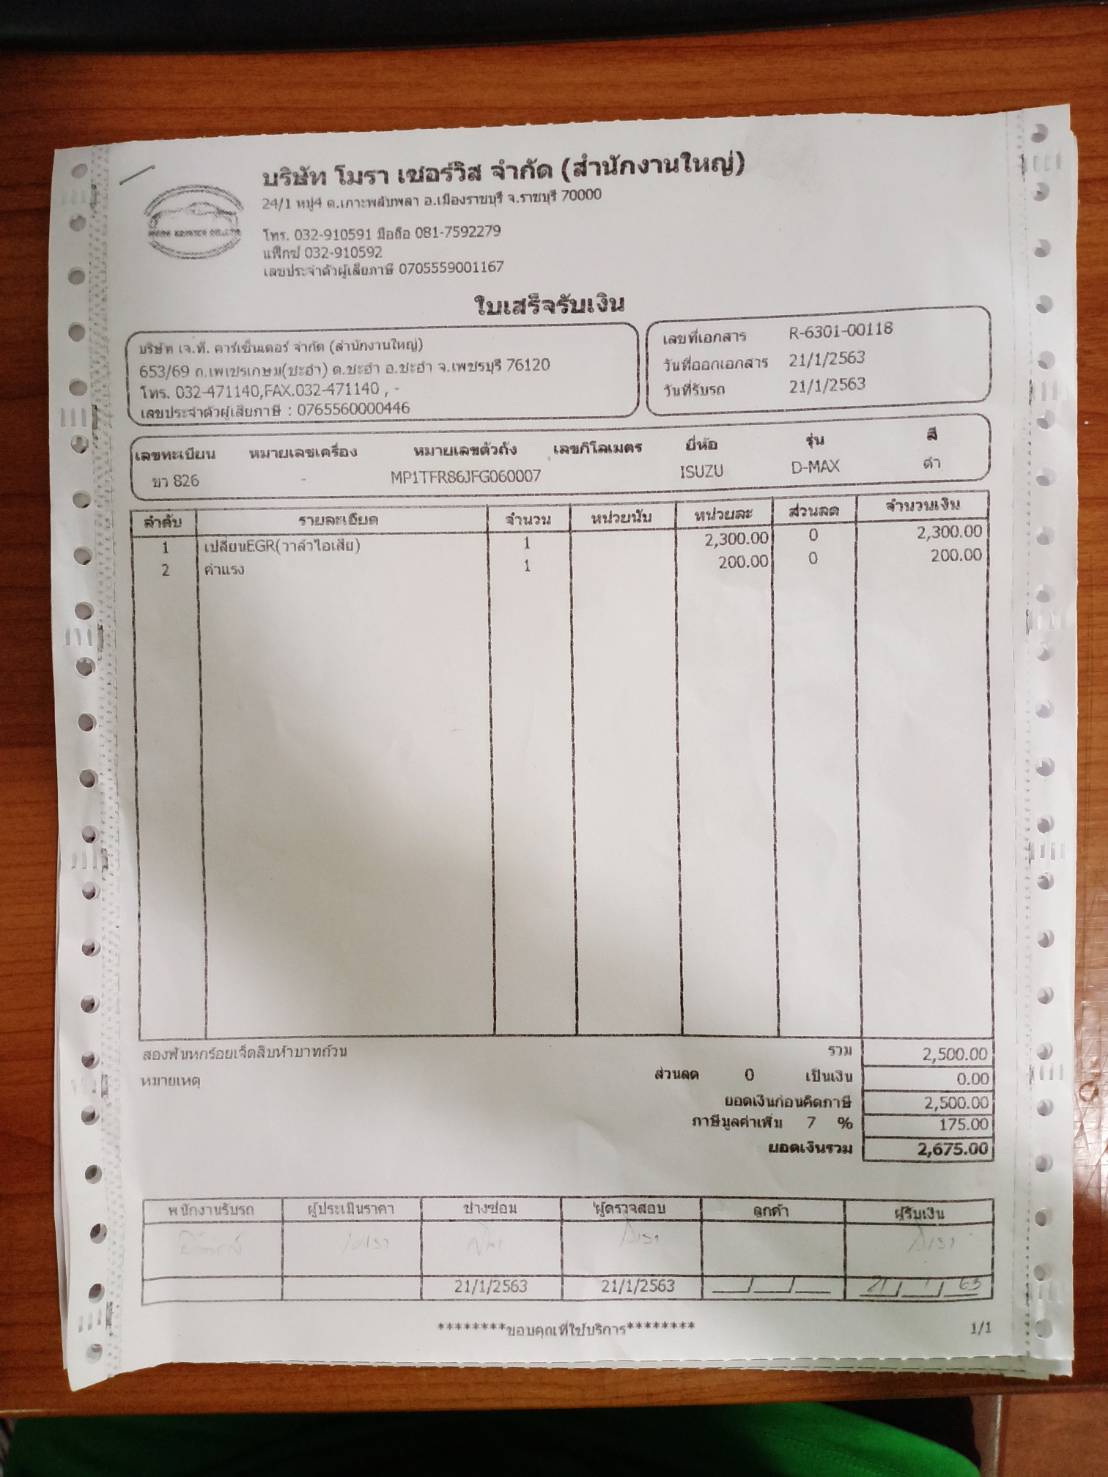 บริษัท โมรา เซอร์วิส จำกัด (สำนักงานใหญ่)
24/1 หมู่4 ต.เกาะพลับพลา อ.เมืองราชบุรี จ.ราชบุรี 70000
โทร. 032-910591 มือถือ 081-7592279
แฟ็กซ์ 032-910592
เลขประจำตัวผู้เสียภาษี 0705559001167
ใบเสร็จรับเงิน
บริษัท เจ.ที. คาร์เซ็นเตอร์ จำกัด (สำนักงานใหญ่)
653/69 ถ.เพชรเกษม(ชะอำ) ต.ชะอำ อ.ชะอำ จ.เพชรบุรี 76120
โทร. 032-471140,FAX.032-471140 , -
เลขประจำตัวผู้เสียภาษี : 0765560000446
เลขที่เอกสาร R-6301-00118
วันที่ออกเอกสาร 21/1/2563
วันที่รับรถ 21/1/2563
เลขทะเบียน หมายเลขเครื่อง หมายเลขตัวถัง เลขกิโลเมตร ยี่ห้อ รุ่น สี
826 - MP1TFR86JFG060007 ISUZU D-MAX ดำ
ลำดับ รายละเอียด จำนวน หน่วยนับ หน่วยละ ส่วนลด จำนวนเงิน
1 เปลี่ยนEGR(วาล์วไอเสีย) 1 2,300.00 0 2,300.00
2 ค่าแรง 1 200.00 0 200.00
สองพันหกร้อยเจ็ดสิบห้าบาทถ้วน รวม 2,500.00
หมายเหตุ ส่วนลด 0 เป็นเงิน 0.00
ยอดเงินก่อนคิดภาษี 2,500.00
ภาษีมูลค่าเพิ่ม 7 % 175.00
ยอดเงินรวม 2,675.00
พนักงานรับรถ ผู้ประเมินราคา ช่างซ่อม ผู้ตรวจสอบ ลูกค้า ผู้รับเงิน
21/1/2563 21/1/2563 ___/___/___ 21/1/63
********ขอบคุณที่ใช้บริการ******** 1/1